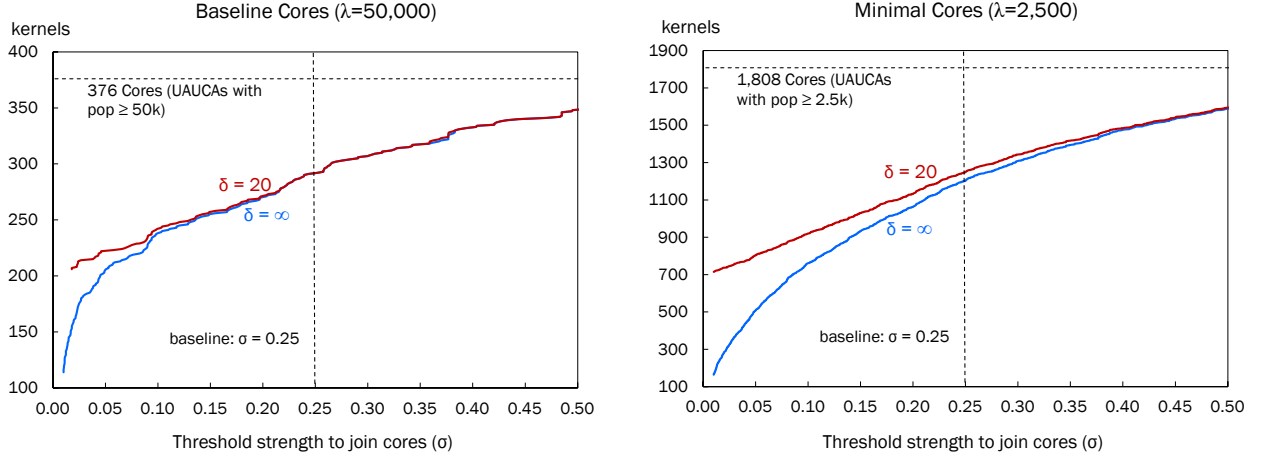 Baseline Cores (λ=50,000)
kernels
400
350
300
250
200
150
100
376 Cores (UAUCAs with
pop ≥ 50k)
δ = 20
δ = ∞
baseline: σ = 0.25
0.00 0.05 0.10 0.15 0.20 0.25 0.30 0.35 0.40 0.45 0.50
Threshold strength to join cores (σ)
Minimal Cores (λ=2,500)
kernels
1900
1700
1500
1300
1100
900
700
500
300
100
1,808 Cores (UAUCAs
with pop ≥ 2.5k)
δ = 20
δ = ∞
baseline: σ = 0.25
0.00 0.05 0.10 0.15 0.20 0.25 0.30 0.35 0.40 0.45 0.50
Threshold strength to join cores (σ)